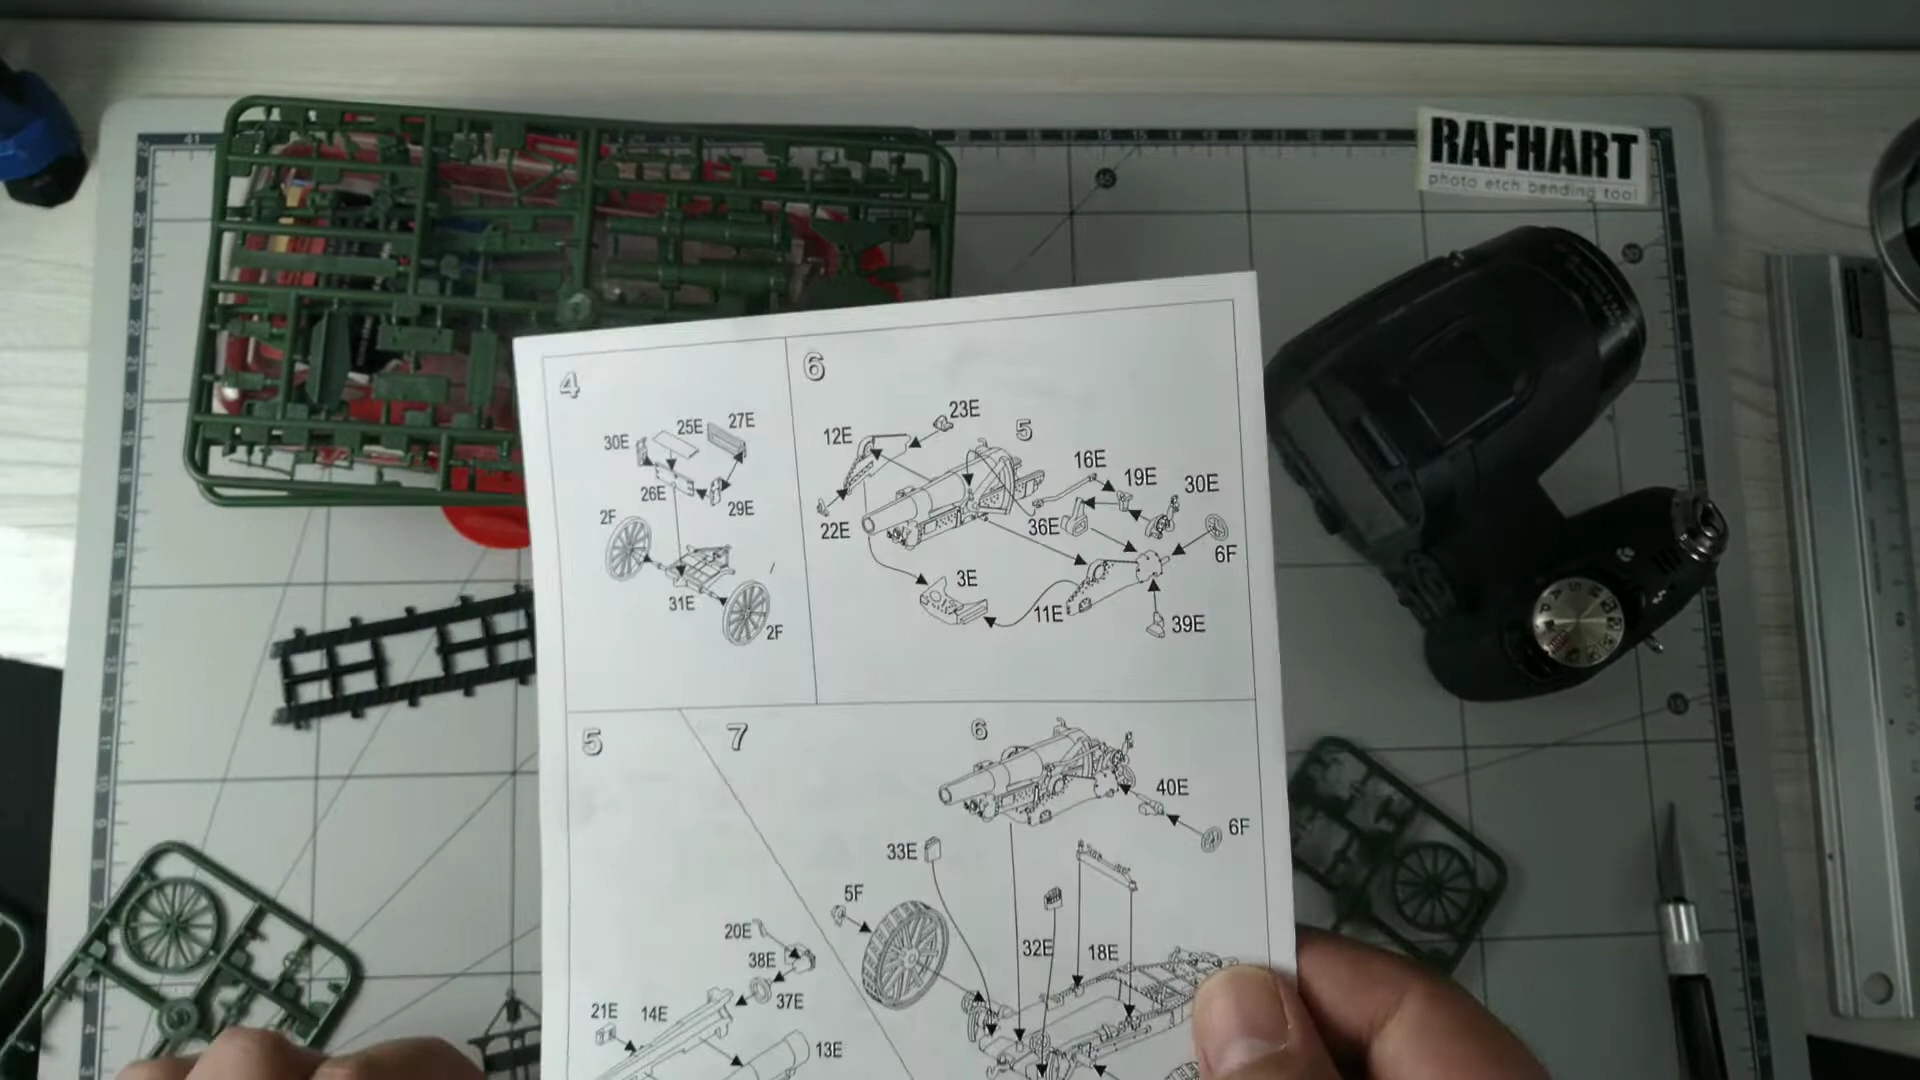 RAFHART
photo etch bending tool
4
30E
25E
27E
26E
29E
2F
31E
2F
6
12E
23E
5
16E
19E
30E
22E
36E
6F
3E
11E
39E
5
20E
38E
37E
21E
14E
13E
7
6
40E
6F
33E
5F
32E
18E